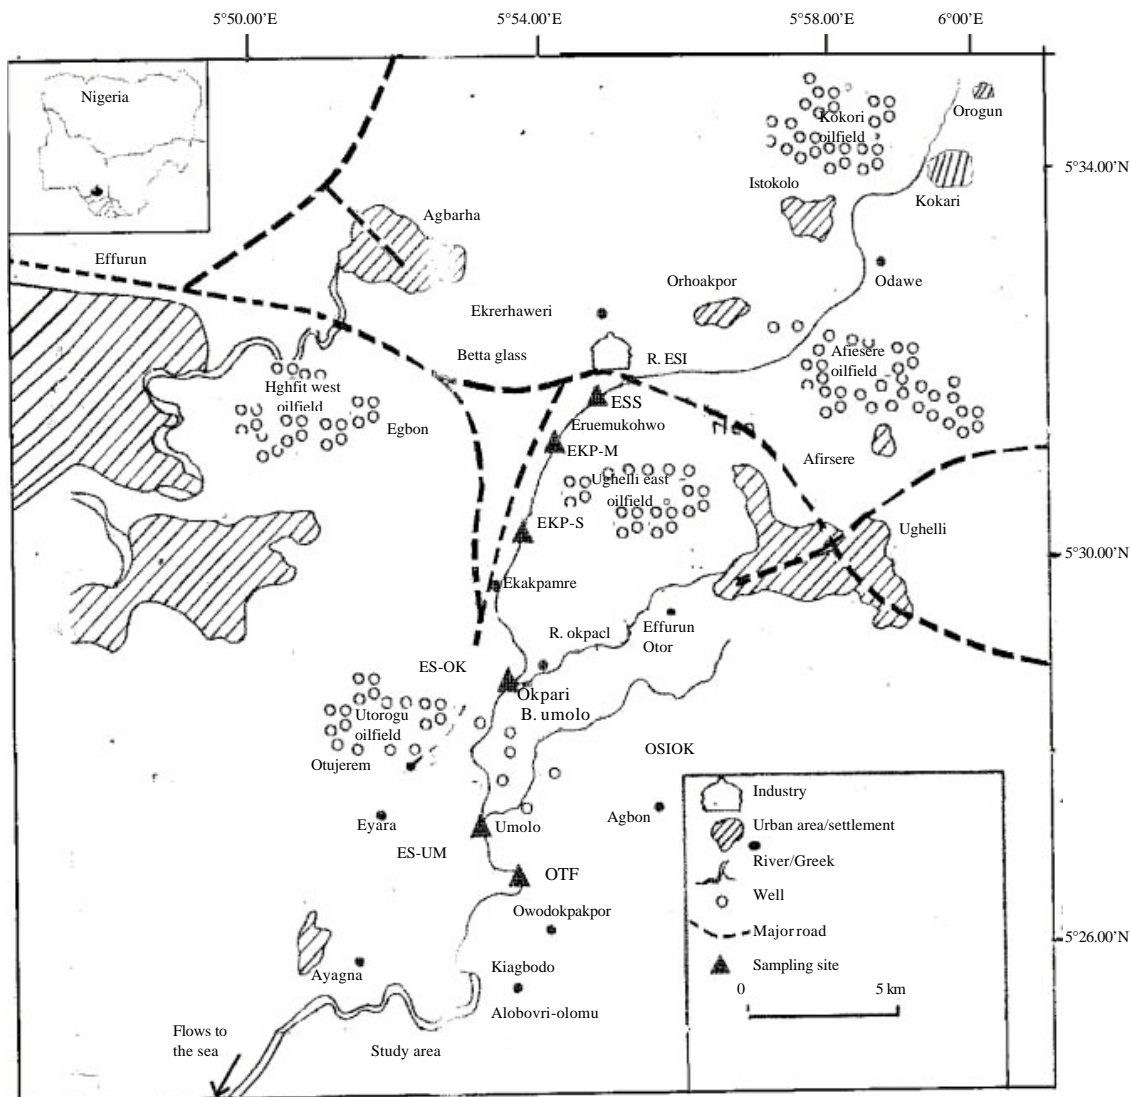 5°50.00'E
5°54.00'E
5°58.00'E
6°00'E
Nigeria
Kokori
oilfield
Orogun
5°34.00'N
Istokolo
Kokari
Agbarha
Effurun
Odawe
Orhoakpor
Ekrerhaweri
Betta glass
R. ESI
Afiesere
oilfield
Hghfit west
oilfield
ESS
Eruemukohwo
Egbon
EKP-M
Afirsere
Ughelli east
oilfield
EKP-S
Ughelli
5°30.00'N
Ekakpamre
R. okpacl
Effurun
Otor
ES-OK
Okpari
B. umolo
Utorogu
oilfield
OSIOK
Otujerem
Industry
Eyara
Umolo
Agbon
Urban area/settlement
ES-UM
River/Greek
OTF
Well
Owodokpakpor
Major road
5°26.00'N
Ayagna
Kiagbodo
Sampling site
0
5 km
Alobovri-olomu
Flows to
the sea
Study area